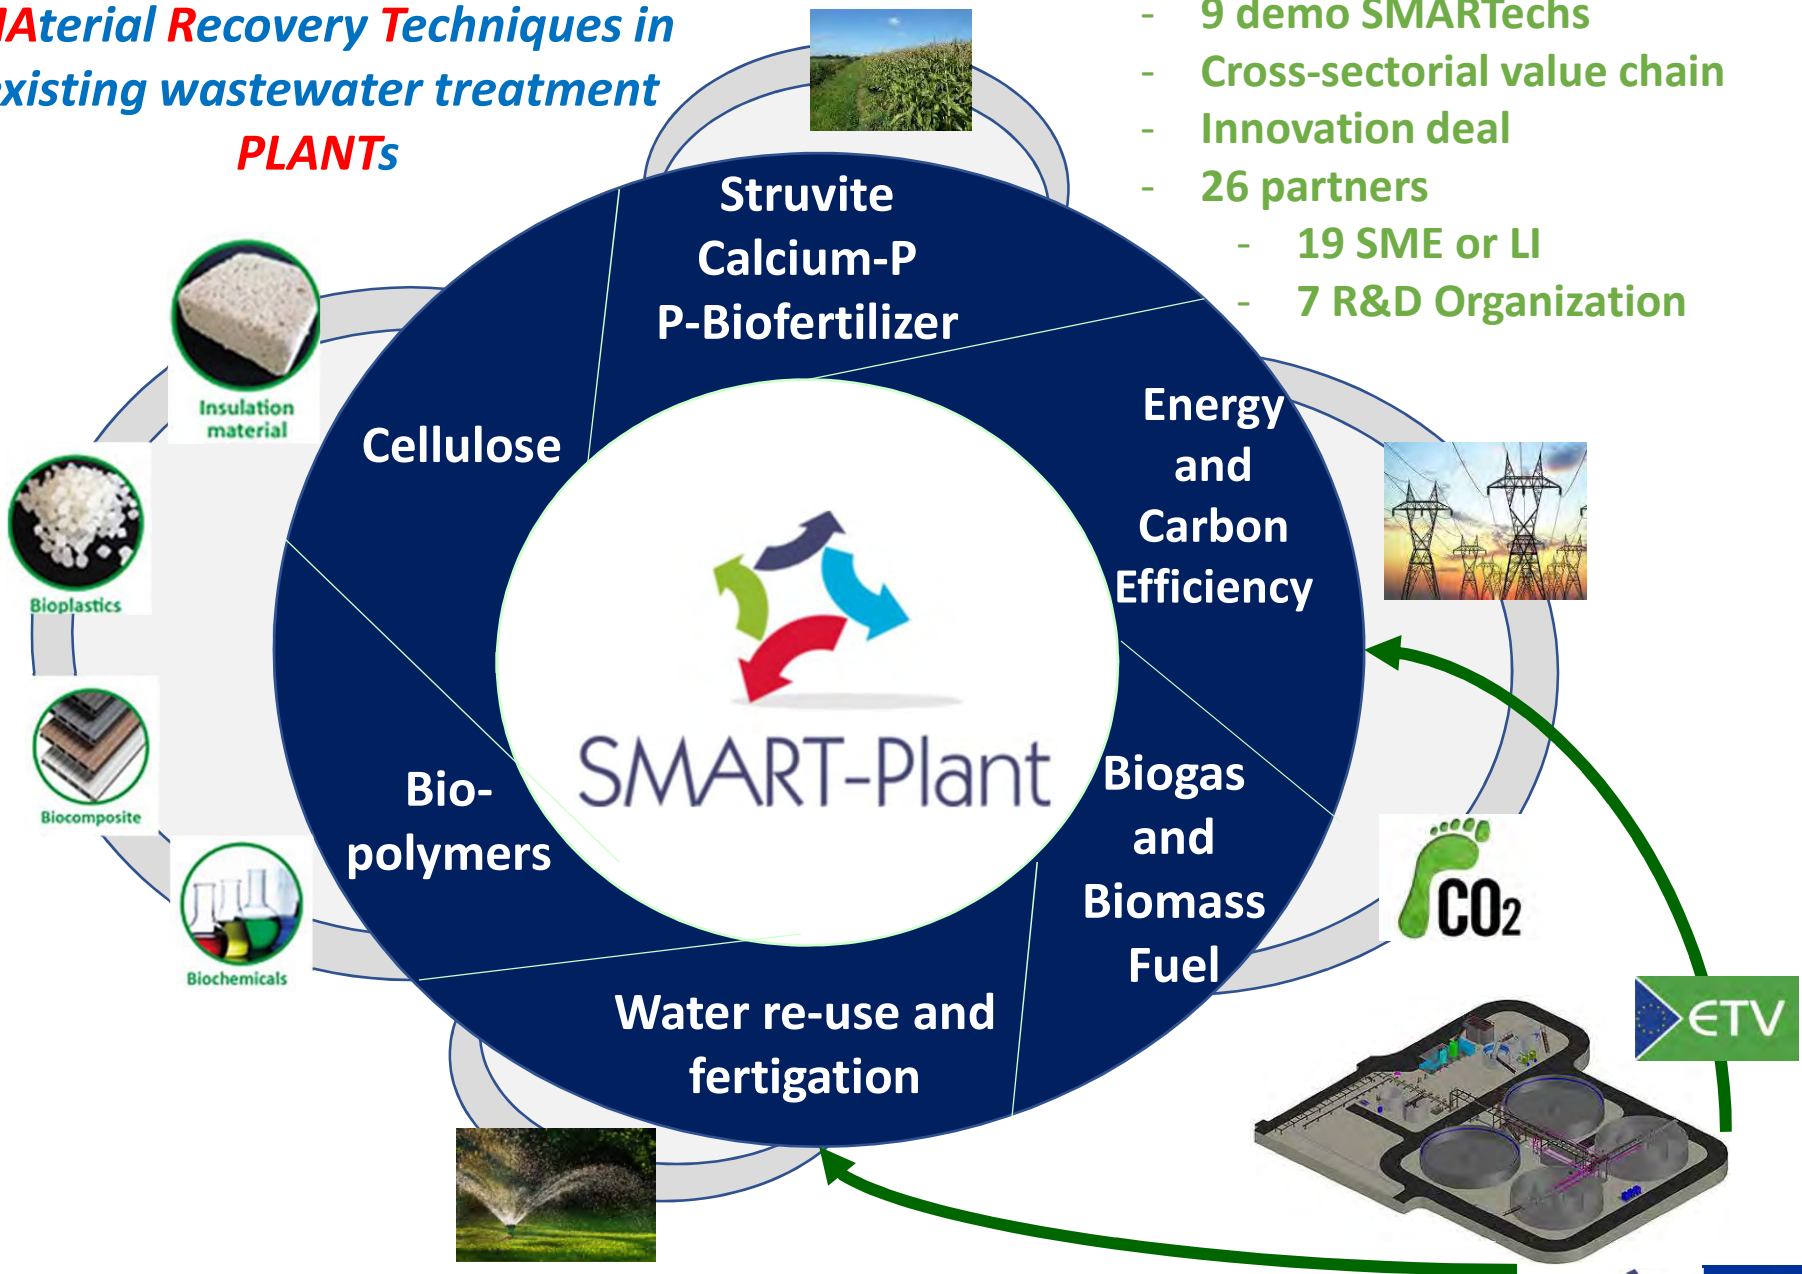 MAterial Recovery Techniques in
existing wastewater treatment
PLANTs
- 9 demo SMARTechs
- Cross-sectorial value chain
- Innovation deal
- 26 partners
- 19 SME or LI
- 7 R&D Organization
Struvite
Calcium-P
P-Biofertilizer
Energy
and
Carbon
Efficiency
Biogas
and
Biomass
Fuel
Water re-use and
fertigation
Bio-
polymers
Cellulose
SMART-Plant
Insulation
material
Bioplastics
Biocomposite
Biochemicals
CO2
ETV